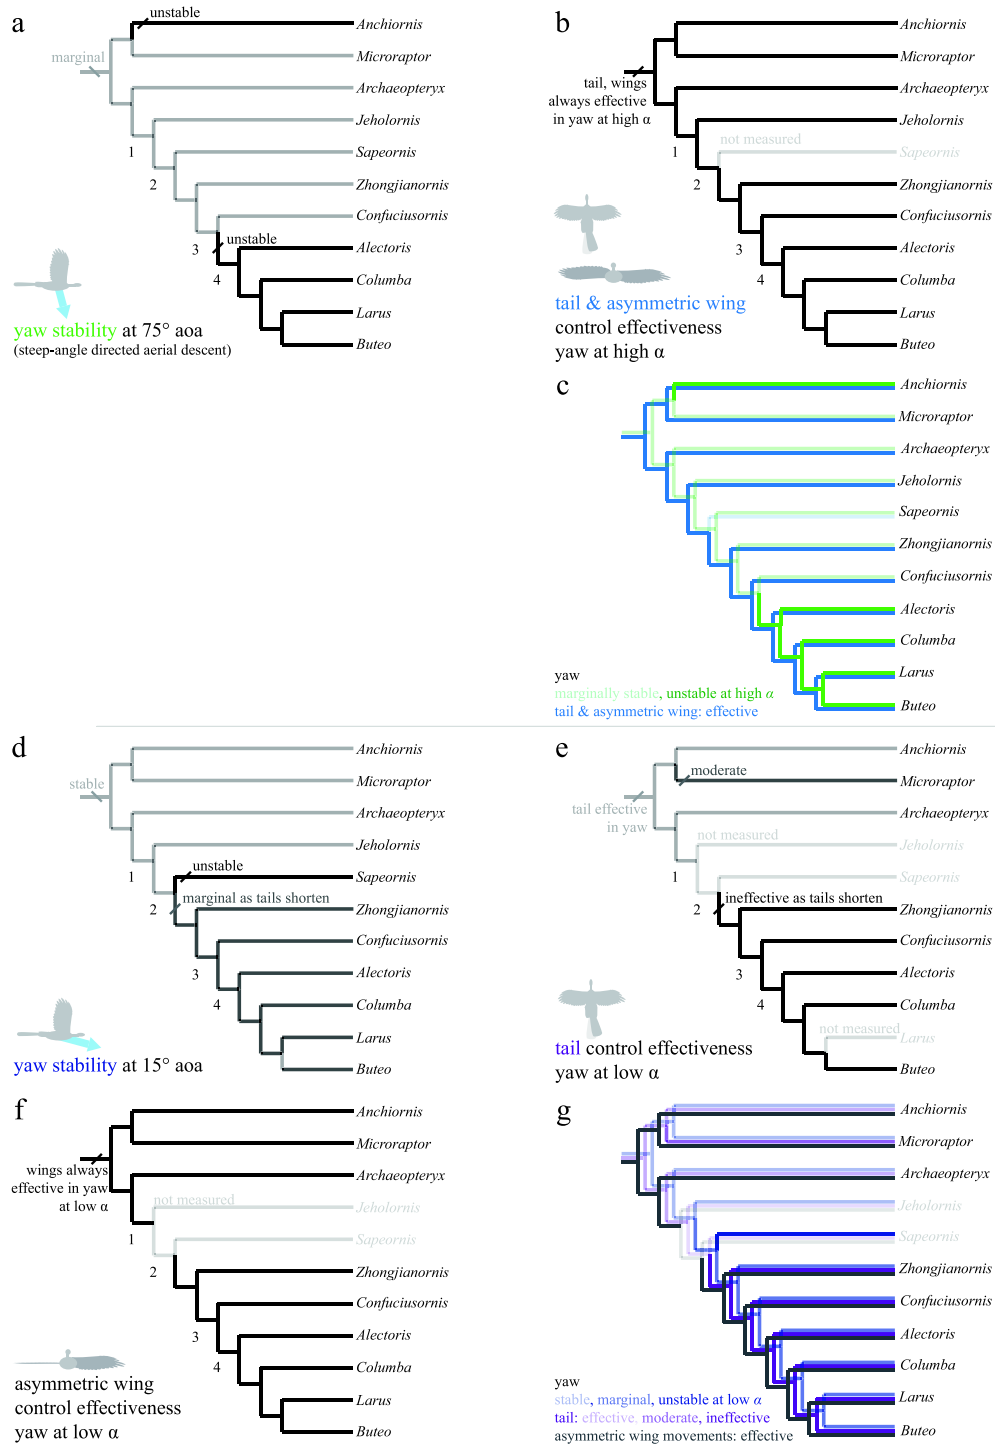 a
unstable
Anchiornis
marginal
Microraptor
Archaeopteryx
Jeholornis
1
Sapeornis
2
Zhongjianornis
Confuciusornis
3
unstable
Alectoris
4
Columba
Larus
Buteo
yaw stability at 75° aoa
(steep-angle directed aerial descent)
b
Anchiornis
Microraptor
tail, wings
always effective
in yaw at high α
Archaeopteryx
Jeholornis
not measured
1
Sapeornis
2
Zhongjianornis
Confuciusornis
3
Alectoris
4
Columba
Larus
Buteo
tail & asymmetric wing
control effectiveness
yaw at high α
c
Anchiornis
Microraptor
Archaeopteryx
Jeholornis
Sapeornis
Zhongjianornis
Confuciusornis
Alectoris
Columba
Larus
Buteo
yaw
marginally stable, unstable at high α
tail & asymmetric wing: effective
d
Anchiornis
stable
Microraptor
Archaeopteryx
Jeholornis
1
unstable
Sapeornis
marginal as tails shorten
2
Zhongjianornis
Confuciusornis
3
Alectoris
4
Columba
Larus
Buteo
yaw stability at 15° aoa
e
Anchiornis
moderate
Microraptor
tail effective
in yaw
Archaeopteryx
not measured
Jeholornis
1
Sapeornis
ineffective as tails shorten
2
Zhongjianornis
Confuciusornis
3
Alectoris
4
Columba
not measured
Larus
Buteo
tail control effectiveness
yaw at low α
f
Anchiornis
Microraptor
wings always
effective in yaw
at low α
Archaeopteryx
not measured
Jeholornis
1
Sapeornis
2
Zhongjianornis
Confuciusornis
3
Alectoris
4
Columba
Larus
Buteo
asymmetric wing
control effectiveness
yaw at low α
g
Anchiornis
Microraptor
Archaeopteryx
Jeholornis
Sapeornis
Zhongjianornis
Confuciusornis
Alectoris
Columba
Larus
Buteo
yaw
stable, marginal, unstable at low α
tail: effective, moderate, ineffective
asymmetric wing movements: effective